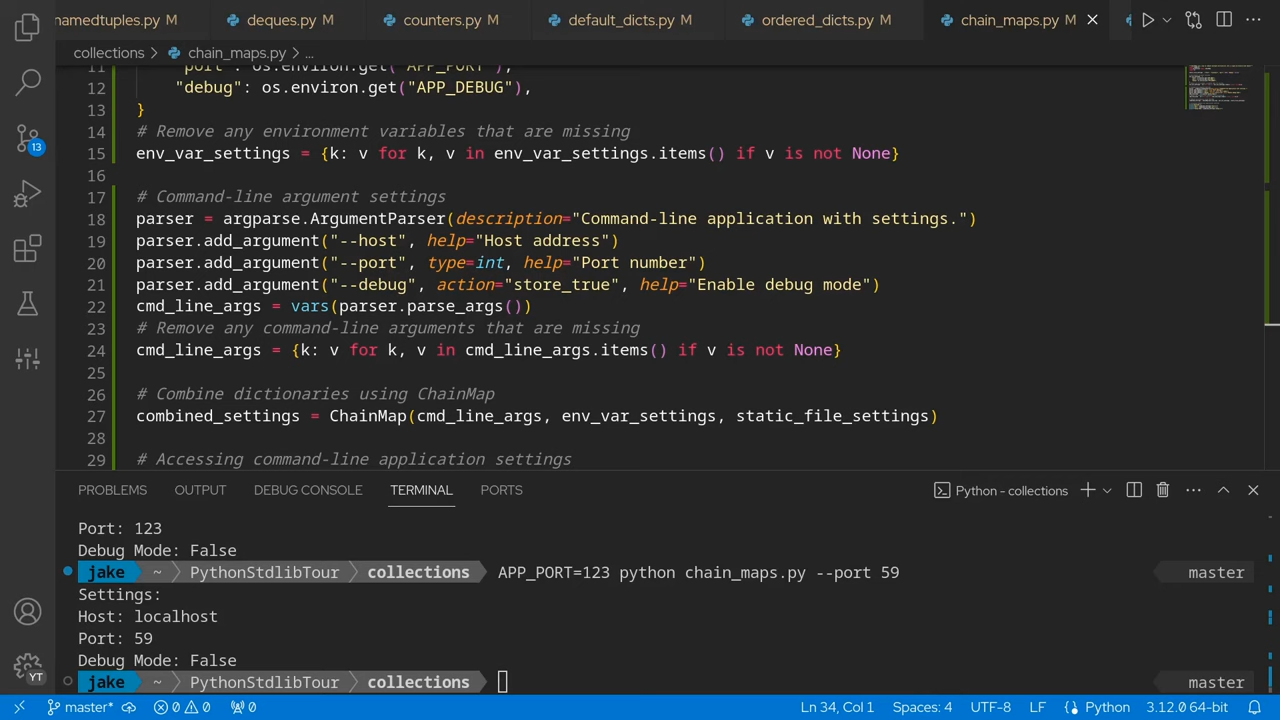 namedtuples.py M deques.py M counters.py M default_dicts.py M ordered_dicts.py M chain_maps.py M
collections > chain_maps.py > ...
11 "port": os.environ.get("APP_PORT"),
12 "debug": os.environ.get("APP_DEBUG"),
13 }
14 # Remove any environment variables that are missing
15 env_var_settings = {k: v for k, v in env_var_settings.items() if v is not None}
16
17 # Command-line argument settings
18 parser = argparse.ArgumentParser(description="Command-line application with settings.")
19 parser.add_argument("--host", help="Host address")
20 parser.add_argument("--port", type=int, help="Port number")
21 parser.add_argument("--debug", action="store_true", help="Enable debug mode")
22 cmd_line_args = vars(parser.parse_args())
23 # Remove any command-line arguments that are missing
24 cmd_line_args = {k: v for k, v in cmd_line_args.items() if v is not None}
25
26 # Combine dictionaries using ChainMap
27 combined_settings = ChainMap(cmd_line_args, env_var_settings, static_file_settings)
28
29 # Accessing command-line application settings
13
PROBLEMS OUTPUT DEBUG CONSOLE TERMINAL PORTS Python - collections
Port: 123
Debug Mode: False
jake ~ PythonStdlibTour collections APP_PORT=123 python chain_maps.py --port 59 master
Settings:
Host: localhost
Port: 59
Debug Mode: False
jake ~ PythonStdlibTour collections master
YT
master* 0 0 0 Ln 34, Col 1 Spaces: 4 UTF-8 LF Python 3.12.0 64-bit